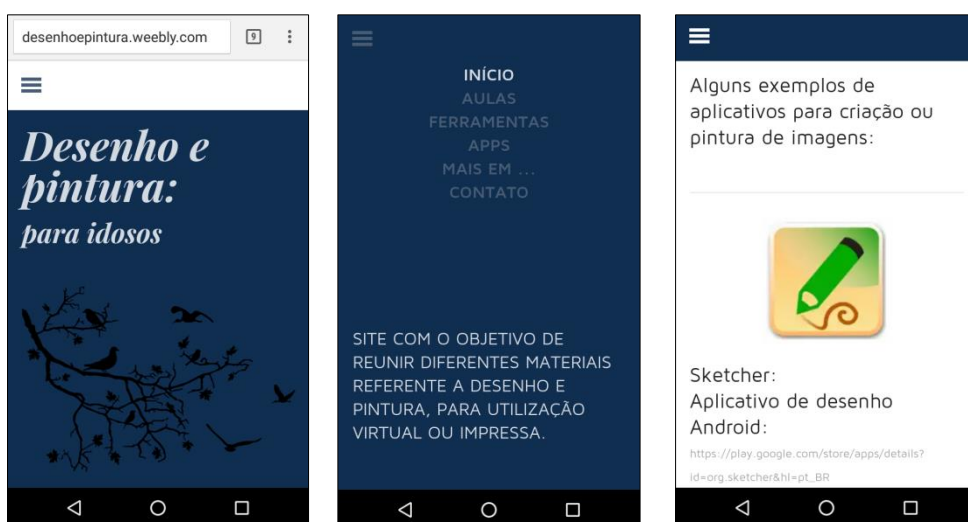 desenhoepintura.weebly.com
9
Desenho e
pintura:
para idosos
INÍCIO
AULAS
FERRAMENTAS
APPS
MAIS EM ...
CONTATO
SITE COM O OBJETIVO DE
REUNIR DIFERENTES MATERIAIS
REFERENTE A DESENHO E
PINTURA, PARA UTILIZAÇÃO
VIRTUAL OU IMPRESSA.
Alguns exemplos de
aplicativos para criação ou
pintura de imagens:
Sketcher:
Aplicativo de desenho
Android:
https://play.google.com/store/apps/details?
id=org.sketcher&hl=pt_BR